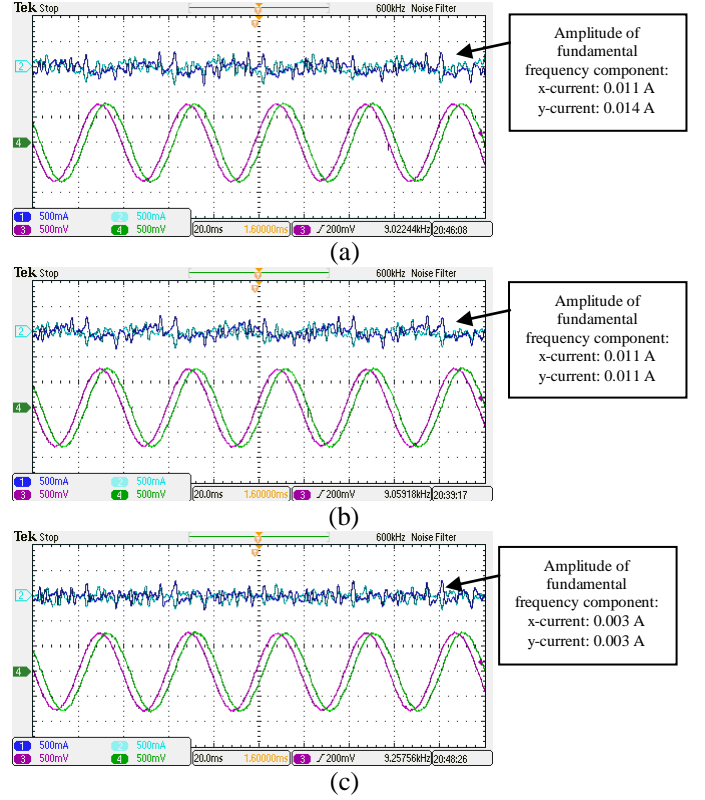 Tek Stop
600kHz Noise Filter
2
4
1 500mA 2 500mA
3 500mV 4 500mV
20.0ms 1.60000ms 3 200mV 9.02244kHz 20:46:08
Amplitude of
fundamental
frequency component:
x-current: 0.011 A
y-current: 0.014 A
(a)
Tek Stop
600kHz Noise Filter
2
4
1 500mA 2 500mA
3 500mV 4 500mV
20.0ms 1.60000ms 3 200mV 9.05918kHz 20:39:17
Amplitude of
fundamental
frequency component:
x-current: 0.011 A
y-current: 0.011 A
(b)
Tek Stop
600kHz Noise Filter
2
4
1 500mA 2 500mA
3 500mV 4 500mV
20.0ms 1.60000ms 3 200mV 9.25756kHz 20:48:26
Amplitude of
fundamental
frequency component:
x-current: 0.003 A
y-current: 0.003 A
(c)